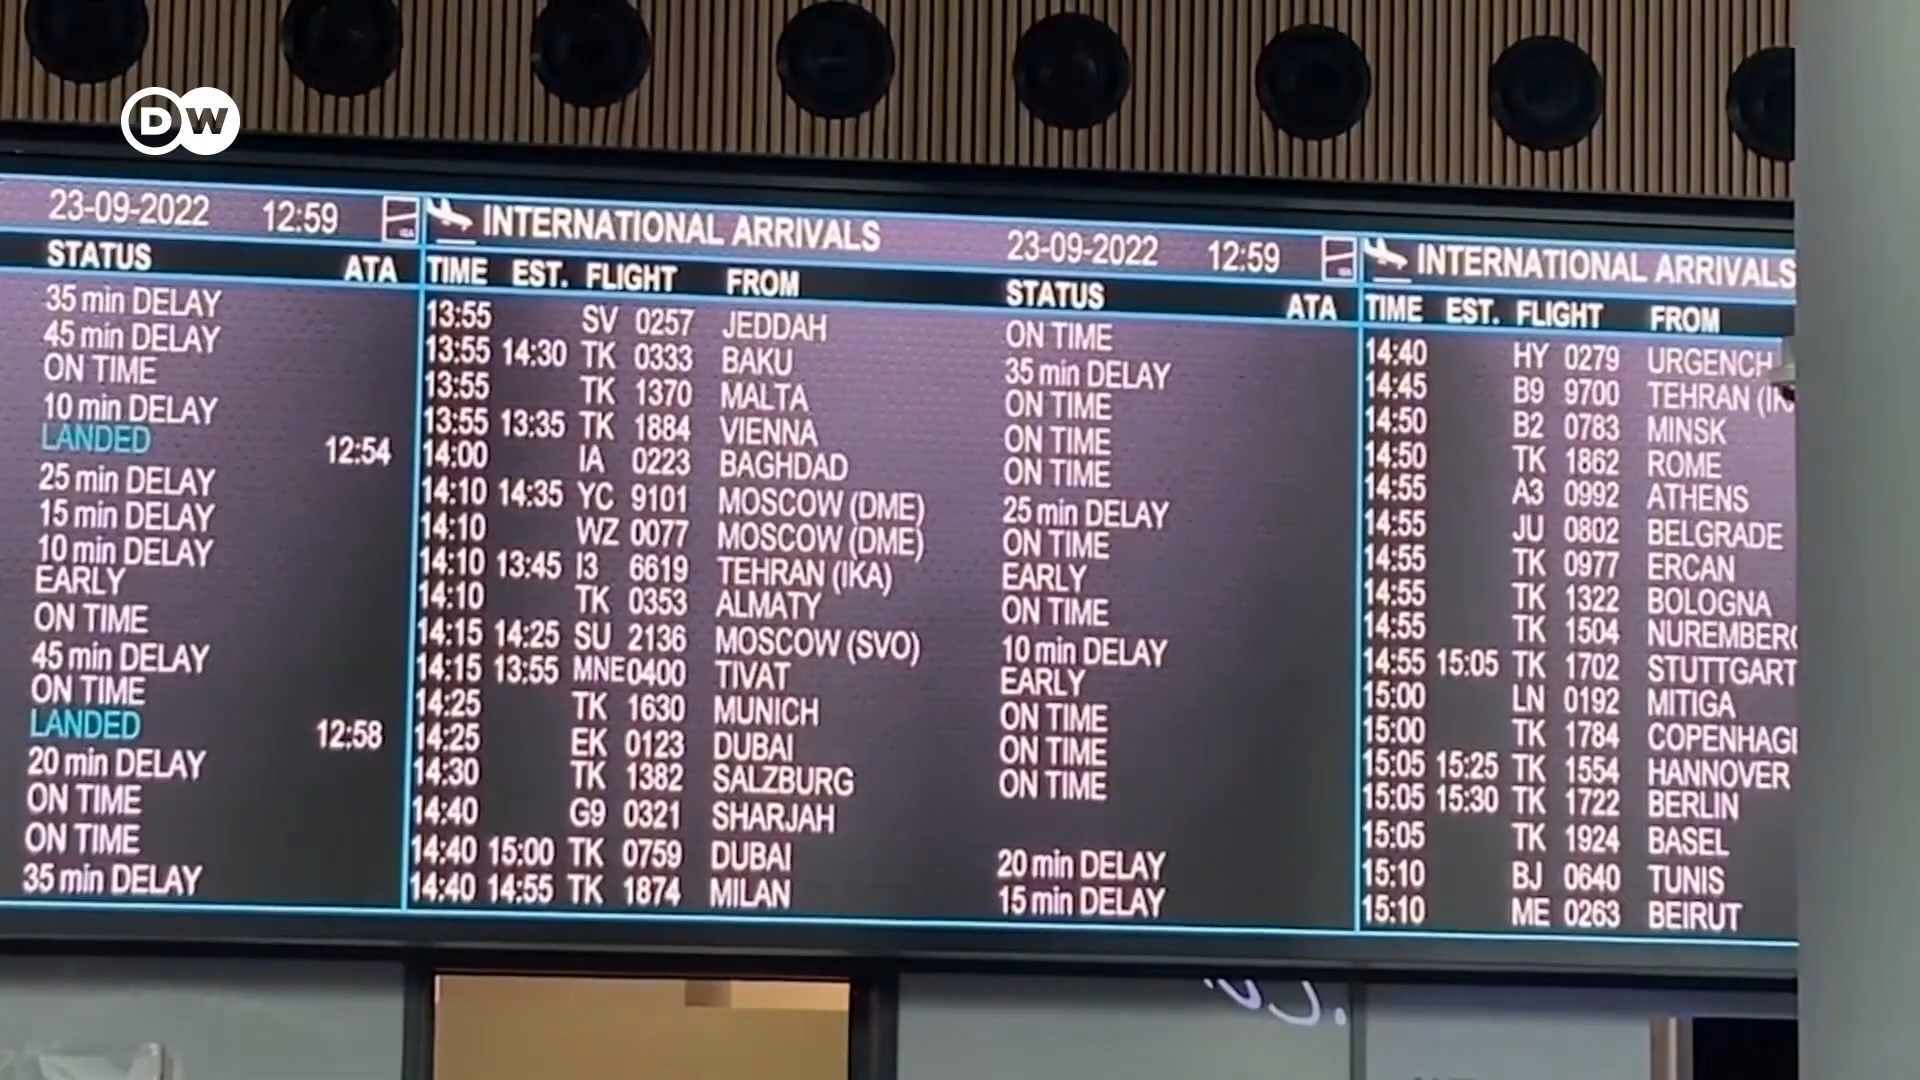 DW
23-09-2022 12:59
STATUS ATA
35 min DELAY
45 min DELAY
ON TIME
10 min DELAY
LANDED 12:54
25 min DELAY
15 min DELAY
10 min DELAY
EARLY
ON TIME
45 min DELAY
ON TIME
LANDED 12:58
20 min DELAY
ON TIME
ON TIME
35 min DELAY
INTERNATIONAL ARRIVALS 23-09-2022 12:59
TIME EST. FLIGHT FROM STATUS ATA
13:55 SV 0257 JEDDAH ON TIME
13:55 14:30 TK 0333 BAKU 35 min DELAY
13:55 TK 1370 MALTA ON TIME
13:55 13:35 TK 1884 VIENNA ON TIME
14:00 IA 0223 BAGHDAD ON TIME
14:10 14:35 YC 9101 MOSCOW (DME) 25 min DELAY
14:10 WZ 0077 MOSCOW (DME) ON TIME
14:10 13:45 I3 6619 TEHRAN (IKA) EARLY
14:10 TK 0353 ALMATY ON TIME
14:15 14:25 SU 2136 MOSCOW (SVO) 10 min DELAY
14:15 13:55 MNE0400 TIVAT EARLY
14:25 TK 1630 MUNICH ON TIME
14:25 EK 0123 DUBAI ON TIME
14:30 TK 1382 SALZBURG ON TIME
14:40 G9 0321 SHARJAH
14:40 15:00 TK 0759 DUBAI 20 min DELAY
14:40 14:55 TK 1874 MILAN 15 min DELAY
INTERNATIONAL ARRIVALS
TIME EST. FLIGHT FROM
14:40 HY 0279 URGENCH
14:45 B9 9700 TEHRAN (IK
14:50 B2 0783 MINSK
14:50 TK 1862 ROME
14:55 A3 0992 ATHENS
14:55 JU 0802 BELGRADE
14:55 TK 0977 ERCAN
14:55 TK 1322 BOLOGNA
14:55 TK 1504 NUREMBERG
14:55 15:05 TK 1702 STUTTGART
15:00 LN 0192 MITIGA
15:00 TK 1784 COPENHAGE
15:05 15:25 TK 1554 HANNOVER
15:05 15:30 TK 1722 BERLIN
15:05 TK 1924 BASEL
15:10 BJ 0640 TUNIS
15:10 ME 0263 BEIRUT